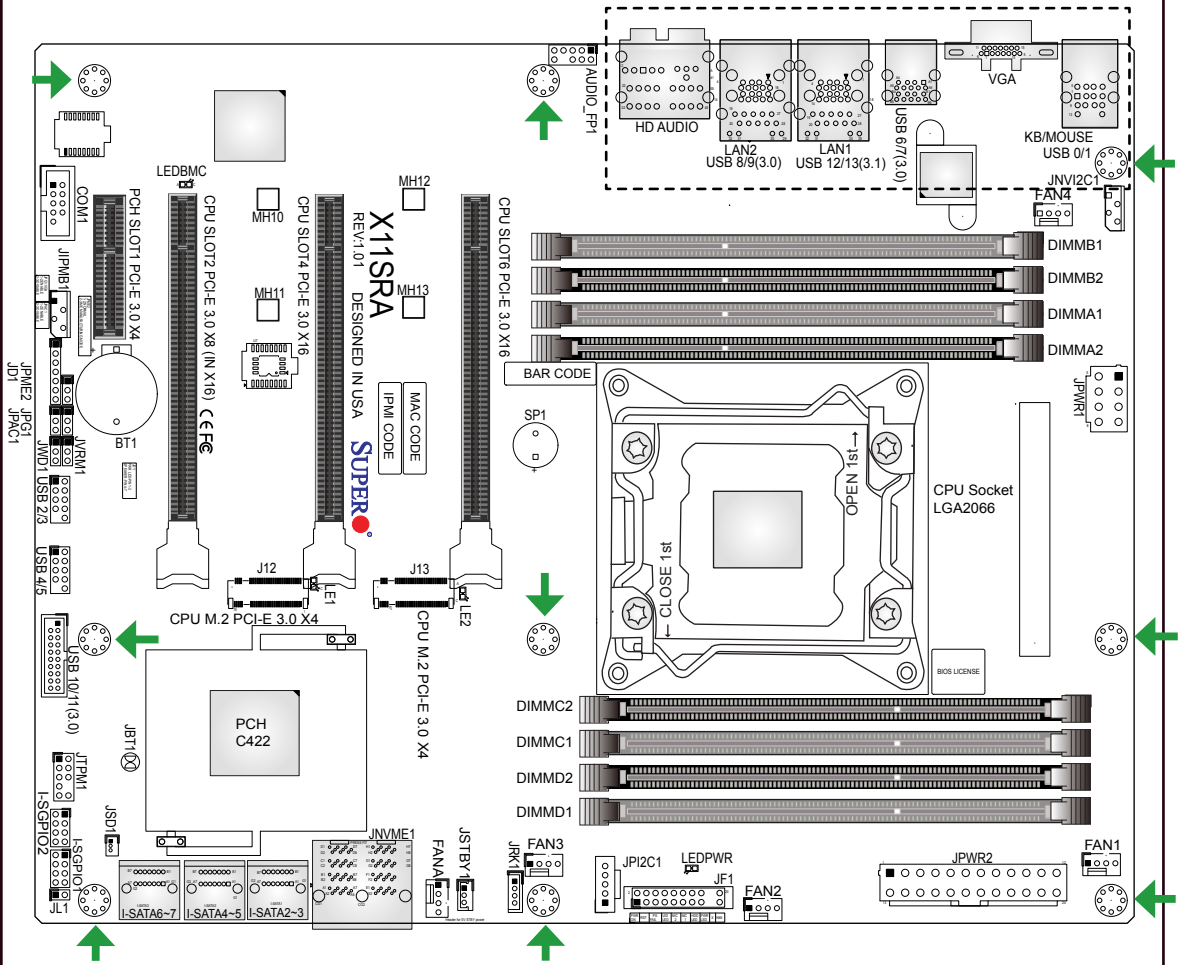 AUDIO_FP1
HD AUDIO
LAN2
USB 8/9(3.0)
LAN1
USB 12/13(3.1)
USB 6/7(3.0)
VGA
KB/MOUSE
USB 0/1
JNVI2C1
FAN4
LEDBMC
COM1
PCH SLOT1 PCI-E 3.0 X4
CPU SLOT2 PCI-E 3.0 X8 (IN X16)
MH10
MH11
CPU SLOT4 PCI-E 3.0 X16
X11SRA
REV:1.01
DESIGNED IN USA
MH12
MH13
CPU SLOT6 PCI-E 3.0 X16
DIMMB1
DIMMB2
DIMMA1
DIMMA2
BAR CODE
JIPMB1
JPME2
JD1
JPG1
JPAC1
BT1
JWD1
JVRM1
CE FC
SUPER
IPMI CODE
MAC CODE
SP1
JPWR1
OPEN 1st
CLOSE 1st
CPU Socket
LGA2066
USB 2/3
USB 4/5
J12
LE1
CPU M.2 PCI-E 3.0 X4
J13
LE2
CPU M.2 PCI-E 3.0 X4
USB 10/11(3.0)
BIOS LICENSE
PCH
C422
JBT1
DIMMC2
DIMMC1
DIMMD2
DIMMD1
JTPM1
I-SGPIO2
I-SGPIO1
JSD1
JL1
I-SATA6~7
I-SATA4~5
I-SATA2~3
JNVME1
FANA
JSTBY1
JRK1
FAN3
JPI2C1
LEDPWR
JF1
FAN2
JPWR2
FAN1